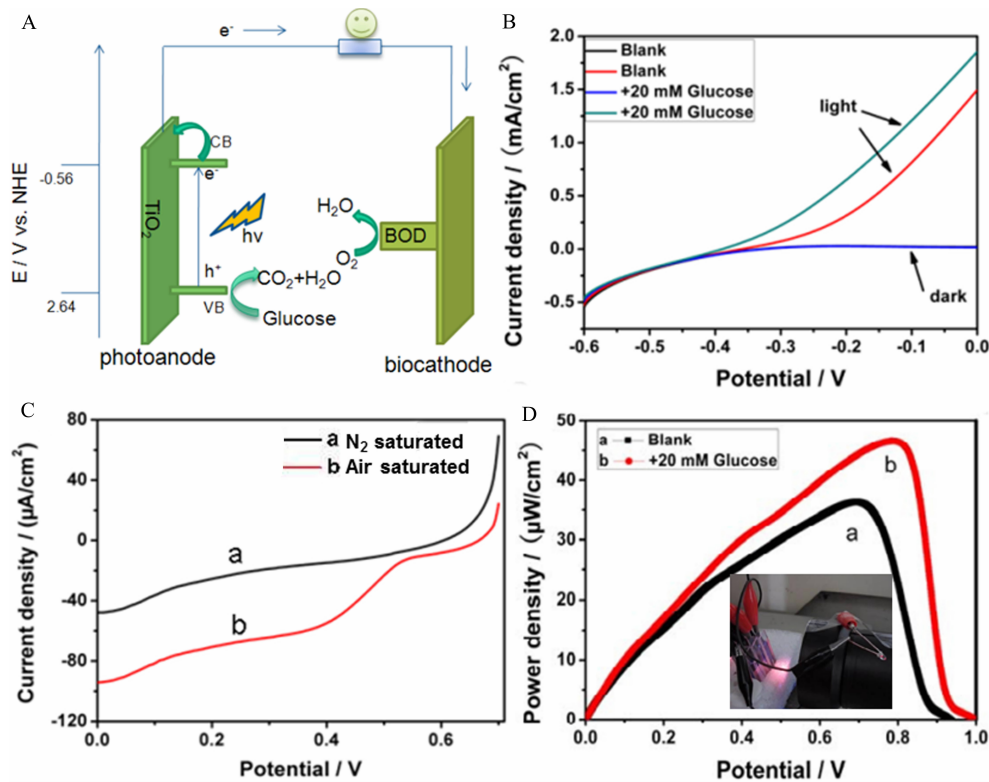 A
e⁻
E / V vs. NHE
-0.56
2.64
TiO₂
CB
e⁻
hv
h⁺
VB
CO₂+H₂O
Glucose
H₂O
O₂
BOD
photoanode
biocathode
B
Blank
Blank
+20 mM Glucose
+20 mM Glucose
light
dark
2.0
1.5
1.0
0.5
0.0
-0.5
Current density / (mA/cm²)
-0.6 -0.5 -0.4 -0.3 -0.2 -0.1 0.0
Potential / V
C
a N₂ saturated
b Air saturated
a
b
80
40
0
-40
-80
-120
Current density / (µA/cm²)
0.0 0.2 0.4 0.6
Potential / V
D
a Blank
b +20 mM Glucose
b
a
50
40
30
20
10
0
Power density / (µW/cm²)
0.0 0.2 0.4 0.6 0.8 1.0
Potential / V